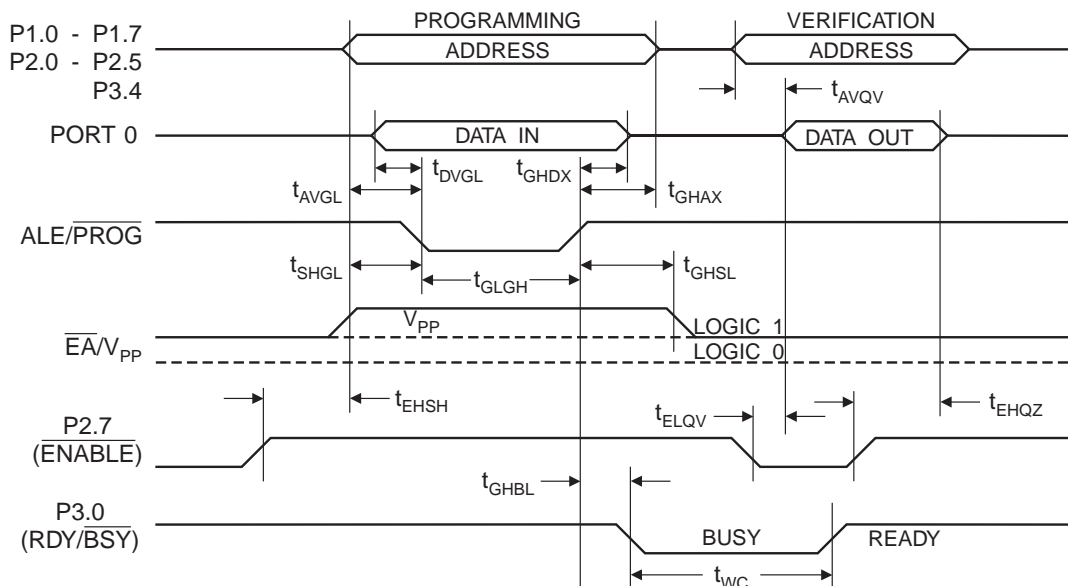 PROGRAMMING
VERIFICATION
P1.0 - P1.7
P2.0 - P2.5
P3.4
ADDRESS
ADDRESS
tAVQV
PORT 0
DATA IN
DATA OUT
tDVGL
tGHDX
tAVGL
tGHAX
ALE/PROG
tSHGL
tGLGH
tGHSL
VPP
LOGIC 1
EA/VPP
LOGIC 0
tEHSH
tELQV
tEHQZ
P2.7
(ENABLE)
tGHBL
P3.0
(RDY/BSY)
BUSY
READY
tWC